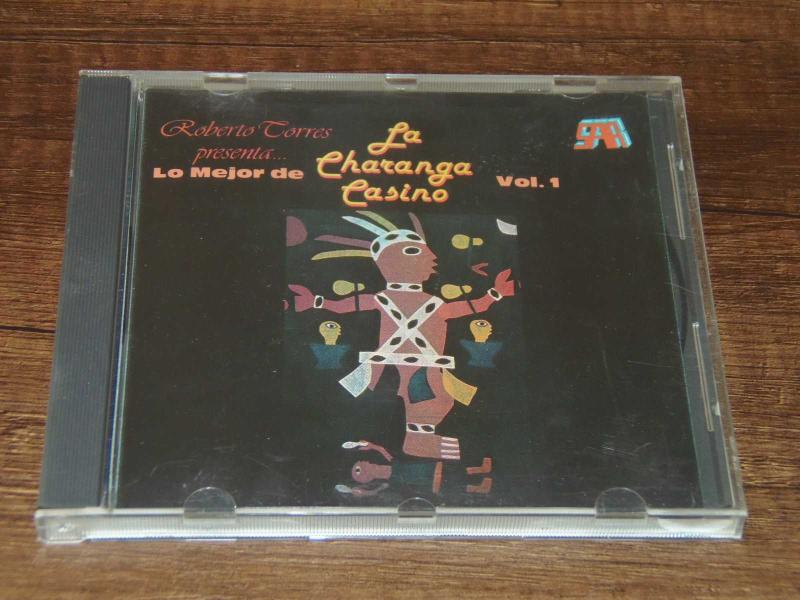 Roberto Torres
presenta...
Lo Mejor de
La
Charanga
Casino
Vol. 1
SAR